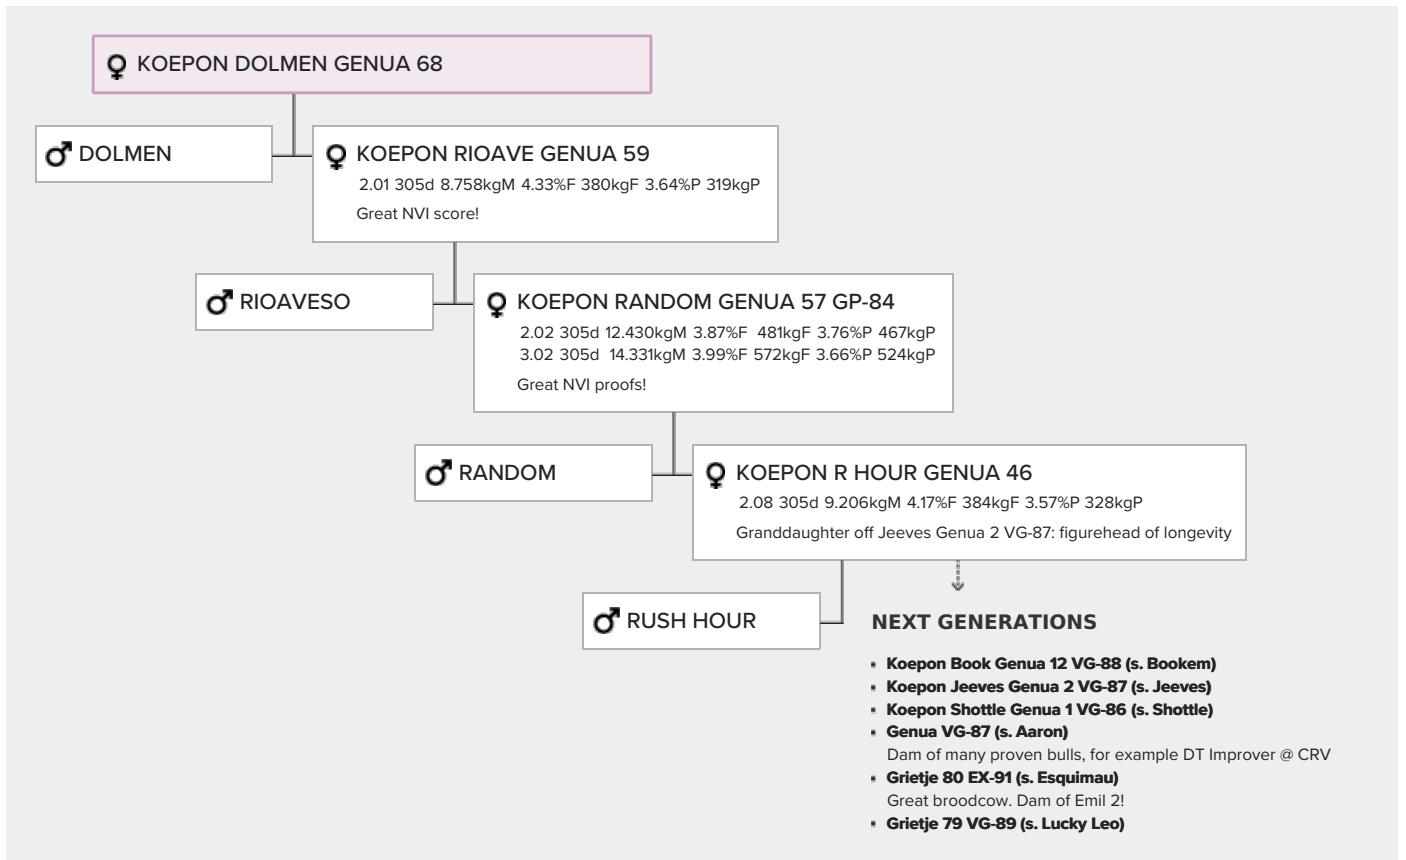 KOEPON DOLMEN GENUA 68
DOLMEN
KOEPON RIOAVE GENUA 59
2.01 305d 8.758kgM 4.33%F 380kgF 3.64%P 319kgP
Great NVI score!
RIOAVESO
KOEPON RANDOM GENUA 57 GP-84
2.02 305d 12.430kgM 3.87%F 481kgF 3.76%P 467kgP
3.02 305d 14.331kgM 3.99%F 572kgF 3.66%P 524kgP
Great NVI proofs!
RANDOM
KOEPON R HOUR GENUA 46
2.08 305d 9.206kgM 4.17%F 384kgF 3.57%P 328kgP
Granddaughter off Jeeves Genua 2 VG-87: figurehead of longevity
RUSH HOUR
NEXT GENERATIONS
Koepon Book Genua 12 VG-88 (s. Bookem)
Koepon Jeeves Genua 2 VG-87 (s. Jeeves)
Koepon Shottle Genua 1 VG-86 (s. Shottle)
Genua VG-87 (s. Aaron)
Dam of many proven bulls, for example DT Improver @ CRV
Grietje 80 EX-91 (s. Esquimau)
Great broodcow. Dam of Emil 2!
Grietje 79 VG-89 (s. Lucky Leo)